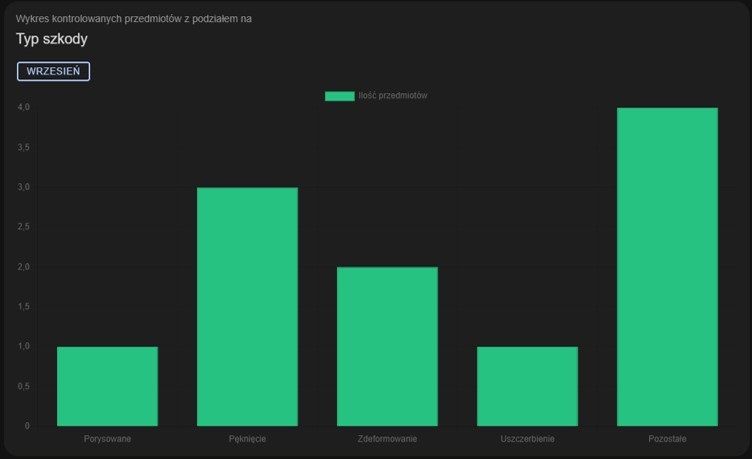 Wykres kontrolowanych przedmiotów z podziałem na
Typ szkody
WRZESIEŃ
Ilość przedmiotów
4,0
3,5
3,0
2,5
2,0
1,5
1,0
0,5
0
Porysowane Pęknięcie Zdeformowanie Uszczerbienie Pozostałe